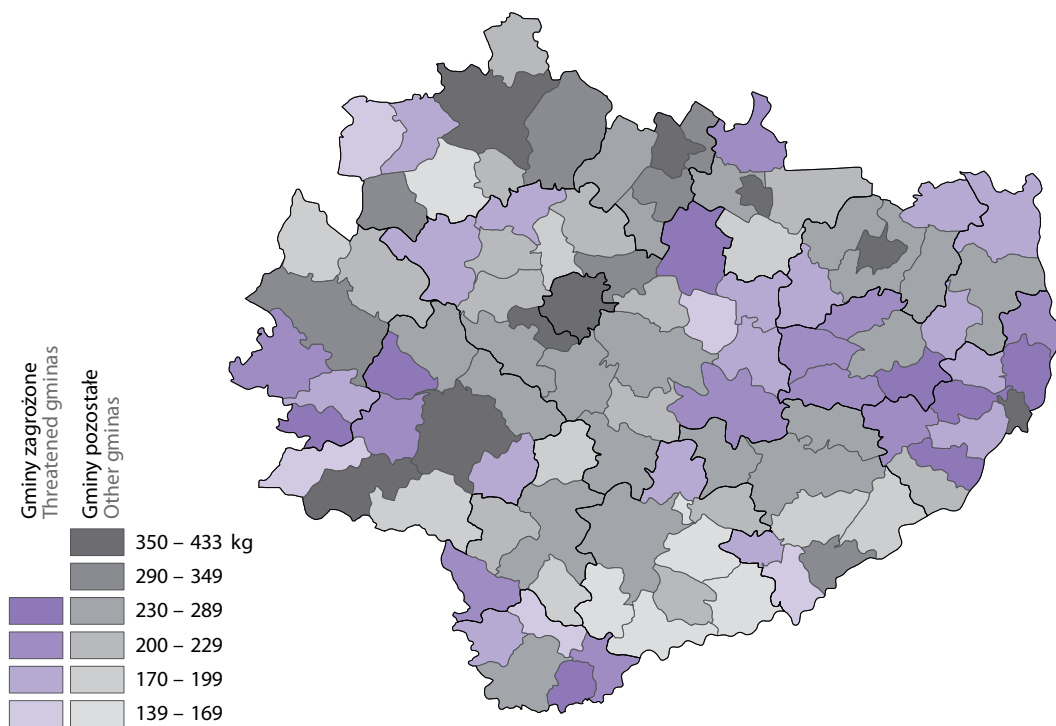 Gminy zagrożone
Threatened gminas
Gminy pozostałe
Other gminas
350 – 433 kg
290 – 349
230 – 289
200 – 229
170 – 199
139 – 169